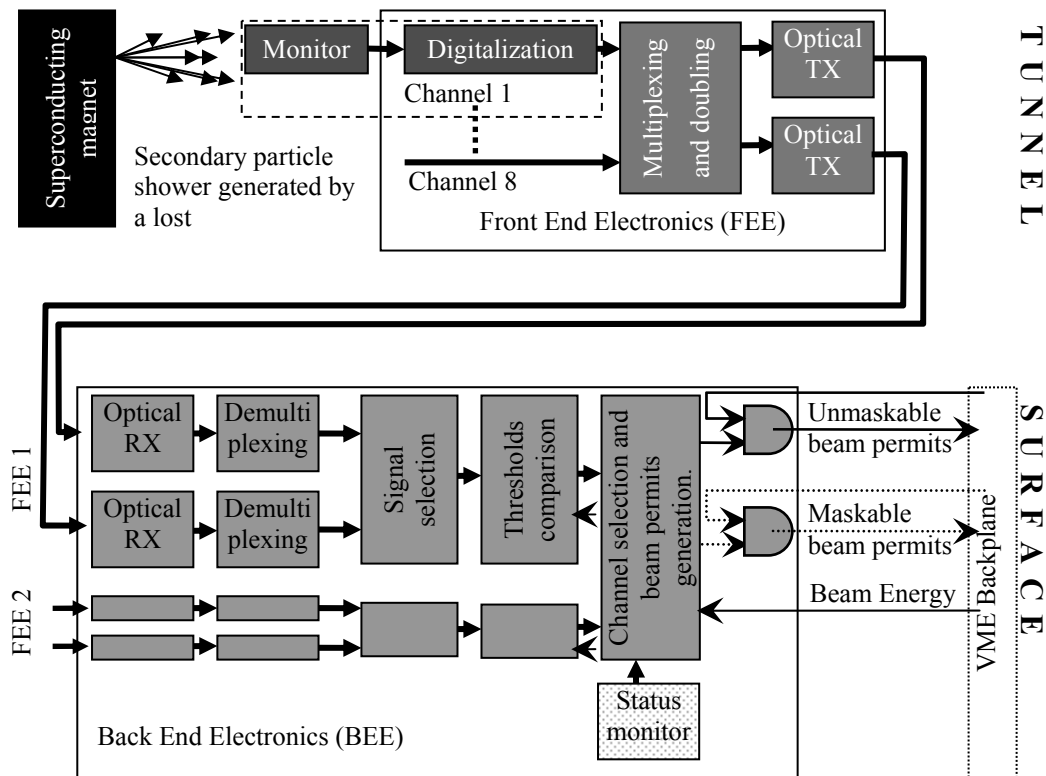 Superconducting
magnet
Monitor
Digitalization
Channel 1
Channel 8
Secondary particle
shower generated by
a lost
Multiplexing
and doubling
Optical
TX
Optical
TX
Front End Electronics (FEE)
TUNNEL
FEE 1
Optical
RX
Demulti
plexing
Optical
RX
Demulti
plexing
Signal
selection
Thresholds
comparison
Channel selection and
beam permits
generation.
Unmaskable
beam permits
Maskable
beam permits
Beam Energy
VME Backplane
SURFACE
FEE 2
Status
monitor
Back End Electronics (BEE)